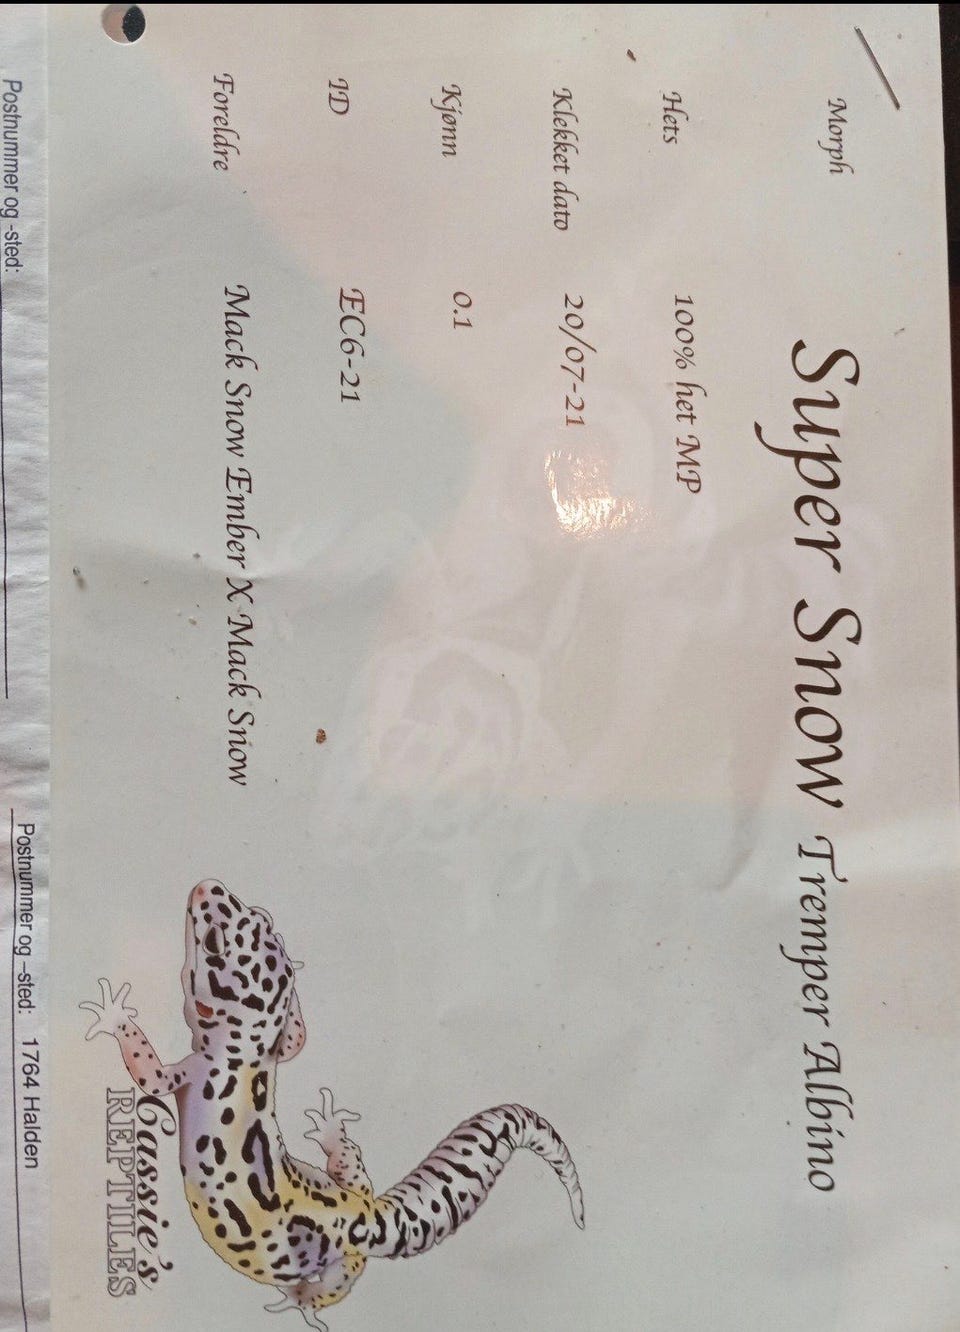 Morph Super Snow Tremper Albino
Hets 100% het MP
Klekket dato 20/07-21
Kjønn 0.1
ID EC6-21
Foreldre Mack Snow Ember X Mack Snow
Cassie's
REPTILES
Postnummer og -sted:
Postnummer og –sted: 1764 Halden